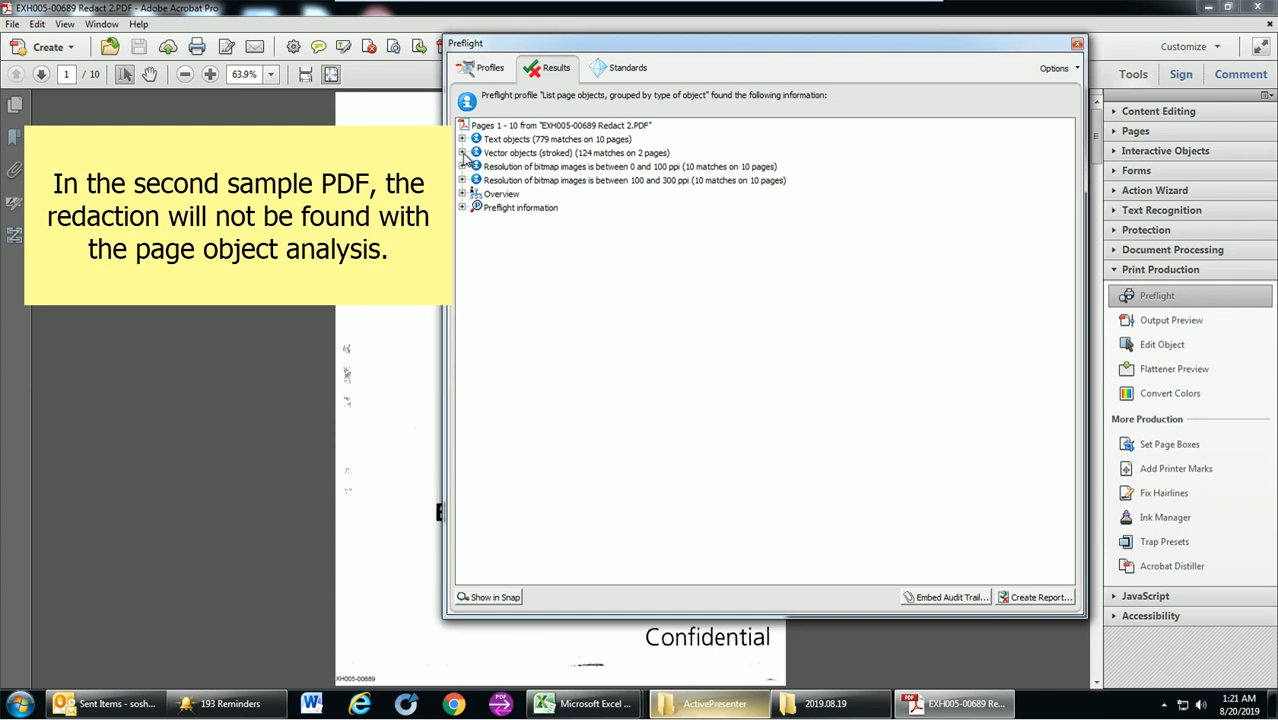 EXH005-00689 Redact 2.PDF - Adobe Acrobat Pro
File Edit View Window Help
Create
Customize
1 / 10
63.9%
Tools Sign Comment
Preflight
Profiles Results Standards
Options
Preflight profile "List page objects, grouped by type of object" found the following information:
Pages 1 - 10 from "EXH005-00689 Redact 2.PDF"
Text objects (779 matches on 10 pages)
Vector objects (stroked) (124 matches on 2 pages)
Resolution of bitmap images is between 0 and 100 ppi (10 matches on 10 pages)
Resolution of bitmap images is between 100 and 300 ppi (10 matches on 10 pages)
Overview
Preflight information
Show in Snap
Embed Audit Trail...
Create Report...
In the second sample PDF, the
redaction will not be found with
the page object analysis.
Content Editing
Pages
Interactive Objects
Forms
Action Wizard
Text Recognition
Protection
Document Processing
Print Production
Preflight
Output Preview
Edit Object
Flattener Preview
Convert Colors
More Production
Set Page Boxes
Add Printer Marks
Fix Hairlines
Ink Manager
Trap Presets
Acrobat Distiller
JavaScript
Accessibility
Confidential
XH005-00689
Sent Items - sosh...
193 Reminders
Microsoft Excel ...
ActivePresenter
2019.08.19
EXH005-00689 Re...
1:21 AM
8/20/2019